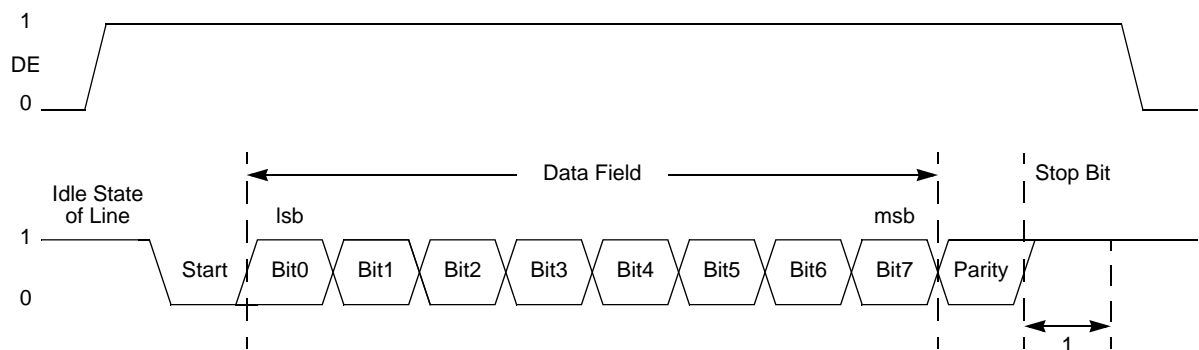 1
DE
0
Data Field
Stop Bit
Idle State
of Line
lsb
msb
1
Start
Bit0
Bit1
Bit2
Bit3
Bit4
Bit5
Bit6
Bit7
Parity
0
1